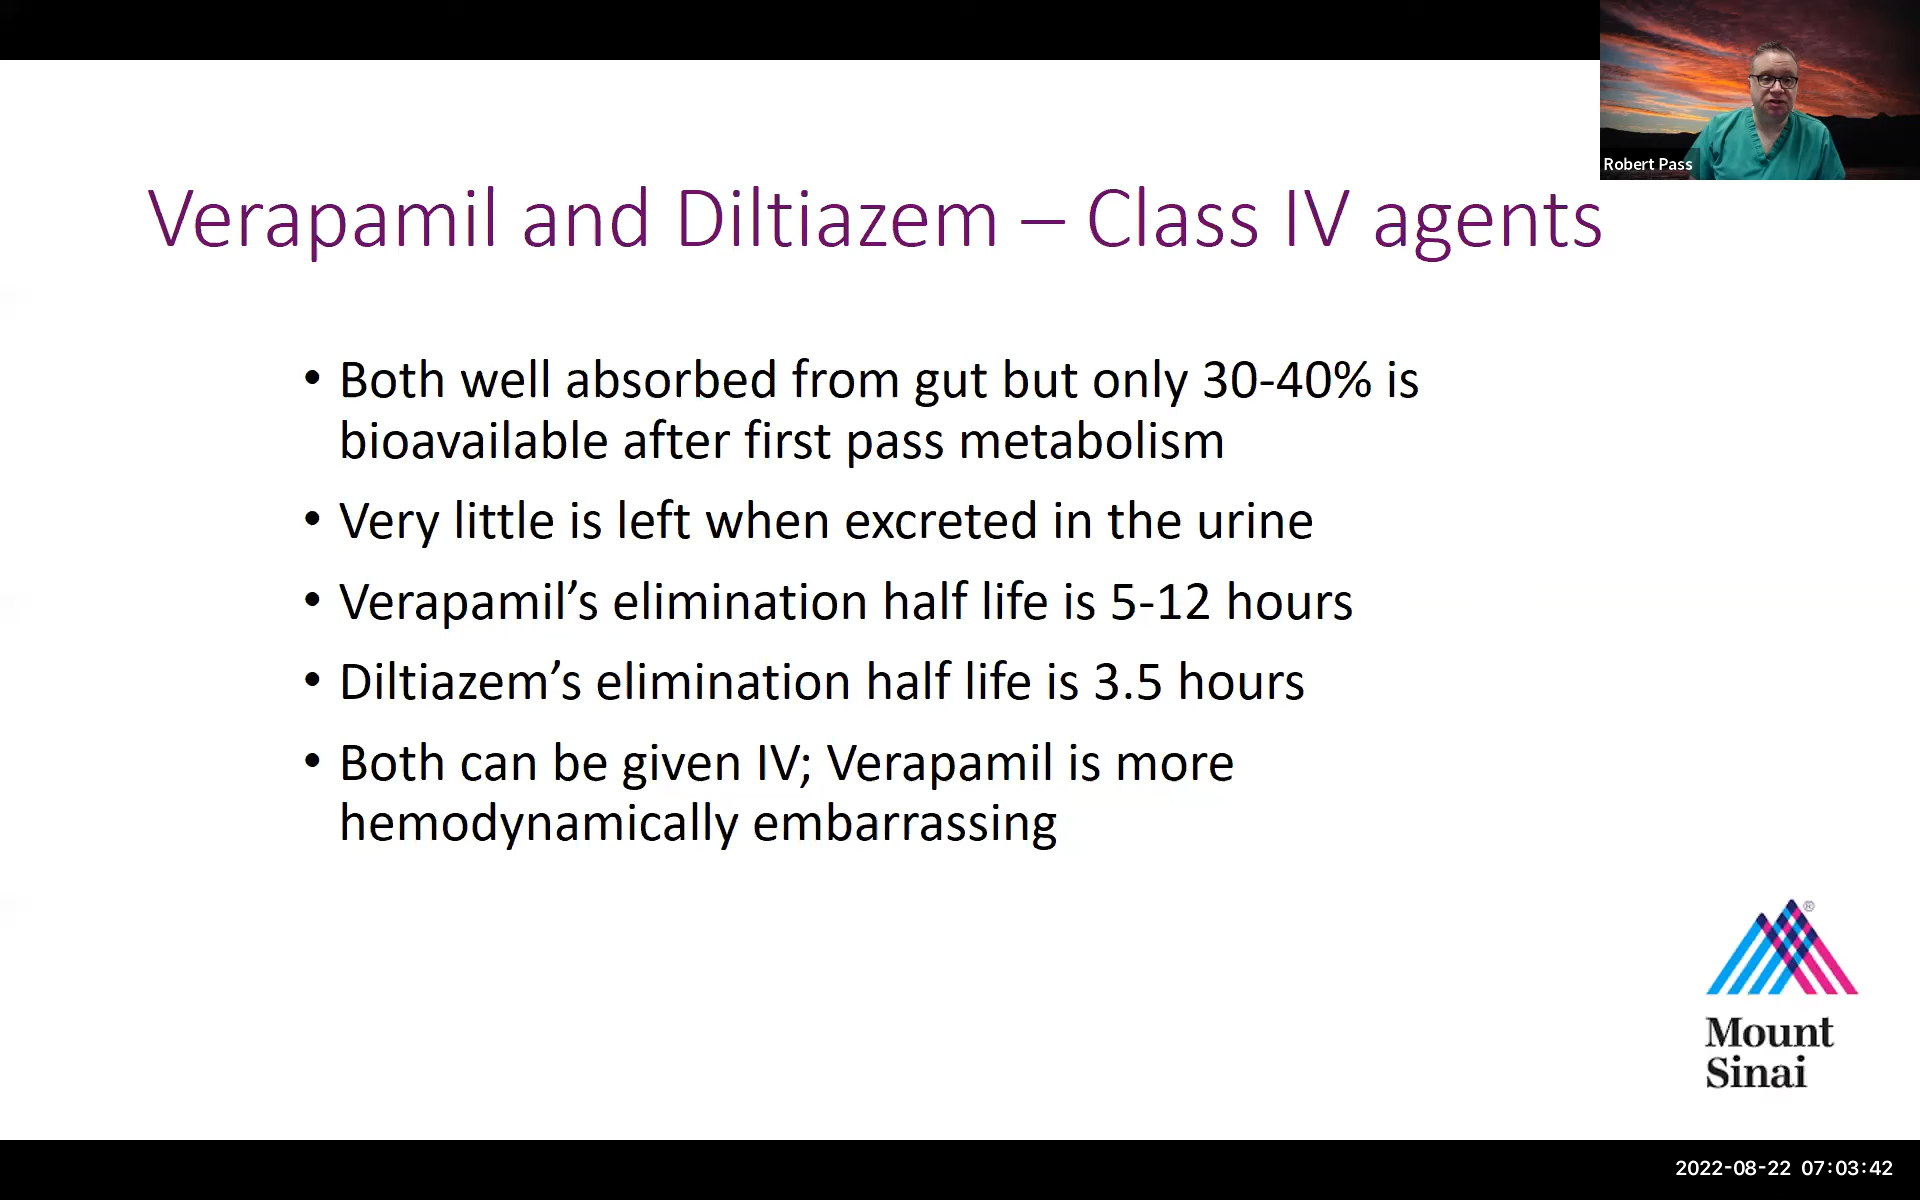 Robert Pass
Verapamil and Diltiazem – Class IV agents
• Both well absorbed from gut but only 30-40% is
bioavailable after first pass metabolism
• Very little is left when excreted in the urine
• Verapamil’s elimination half life is 5-12 hours
• Diltiazem’s elimination half life is 3.5 hours
• Both can be given IV; Verapamil is more
hemodynamically embarrassing
®
Mount
Sinai
2022-08-22 07:03:42